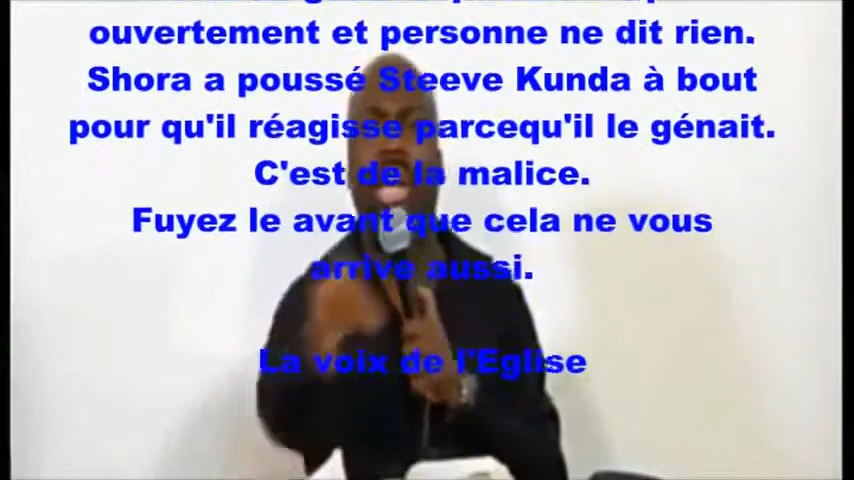 ouvertement et personne ne dit rien.
Shora a poussé Steeve Kunda à bout
pour qu'il réagisse parcequ'il le génait.
C'est de la malice.
Fuyez le avant que cela ne vous
arrive aussi.
La voix de l'Eglise